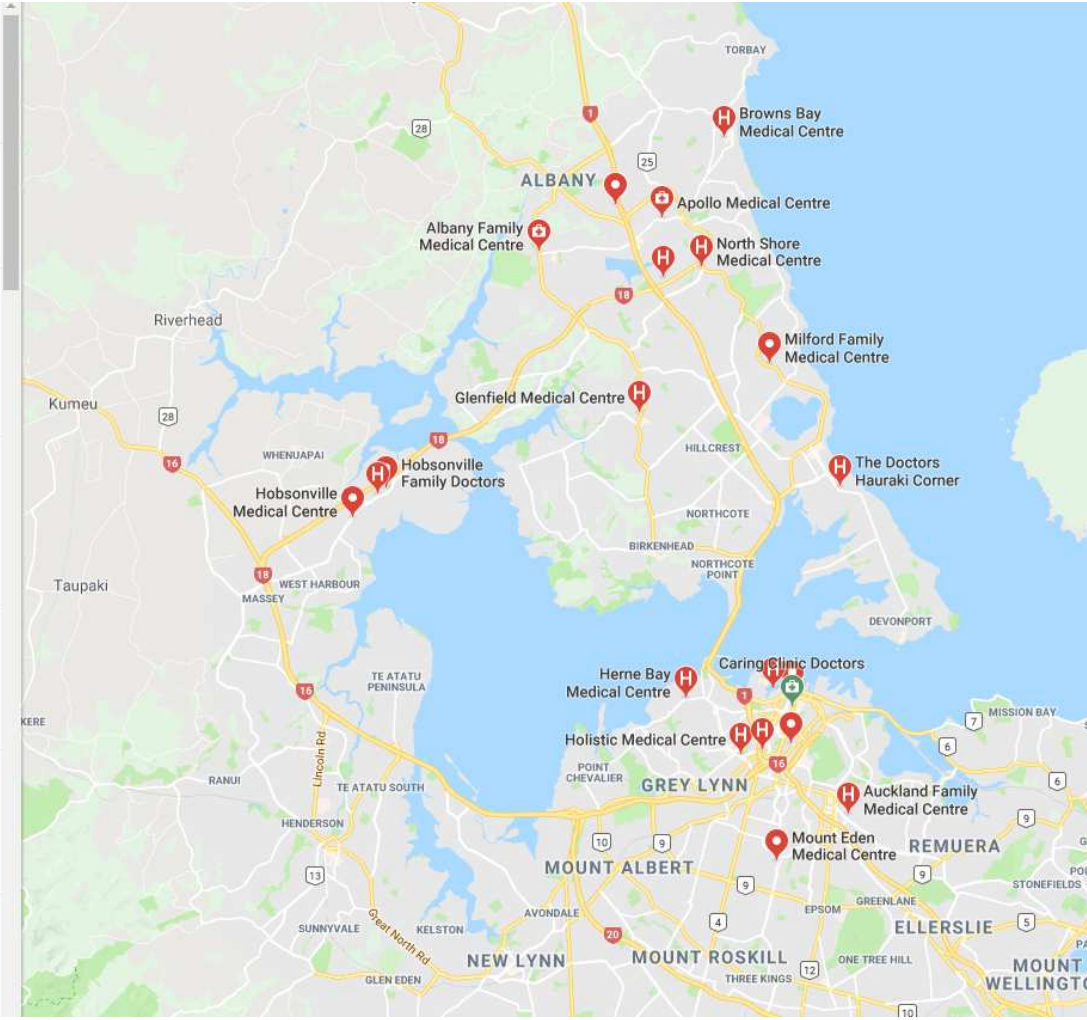 TORBAY
Browns Bay
Medical Centre
1
28
25
ALBANY
Apollo Medical Centre
Albany Family
Medical Centre
North Shore
Medical Centre
18
Riverhead
Milford Family
Medical Centre
Glenfield Medical Centre
Kumeu
28
18
HILLCREST
WHENUAPAI
16
Hobsonville
Family Doctors
The Doctors
Hauraki Corner
Hobsonville
Medical Centre
NORTHCOTE
BIRKENHEAD
NORTHCOTE
POINT
18
Taupaki
WEST HARBOUR
MASSEY
DEVONPORT
Caring Clinic Doctors
Herne Bay
Medical Centre
TE ATATU
PENINSULA
16
1
MISSION BAY
7
KERE
Holistic Medical Centre
6
Lincoln Rd
16
POINT
CHEVALIER
RANUI
GREY LYNN
6
TE ATATU SOUTH
Auckland Family
Medical Centre
HENDERSON
9
10
9
Mount Eden
Medical Centre
REMUERA
MOUNT ALBERT
13
9
9
STONEFIELDS
EPSOM
GREENLANE
AVONDALE
Great North Rd
SUNNYVALE
KELSTON
4
5
ELLERSLIE
20
NEW LYNN
MOUNT ROSKILL
ONE TREE HILL
12
THREE KINGS
GLEN EDEN
MOUNT
WELLINGTO
10